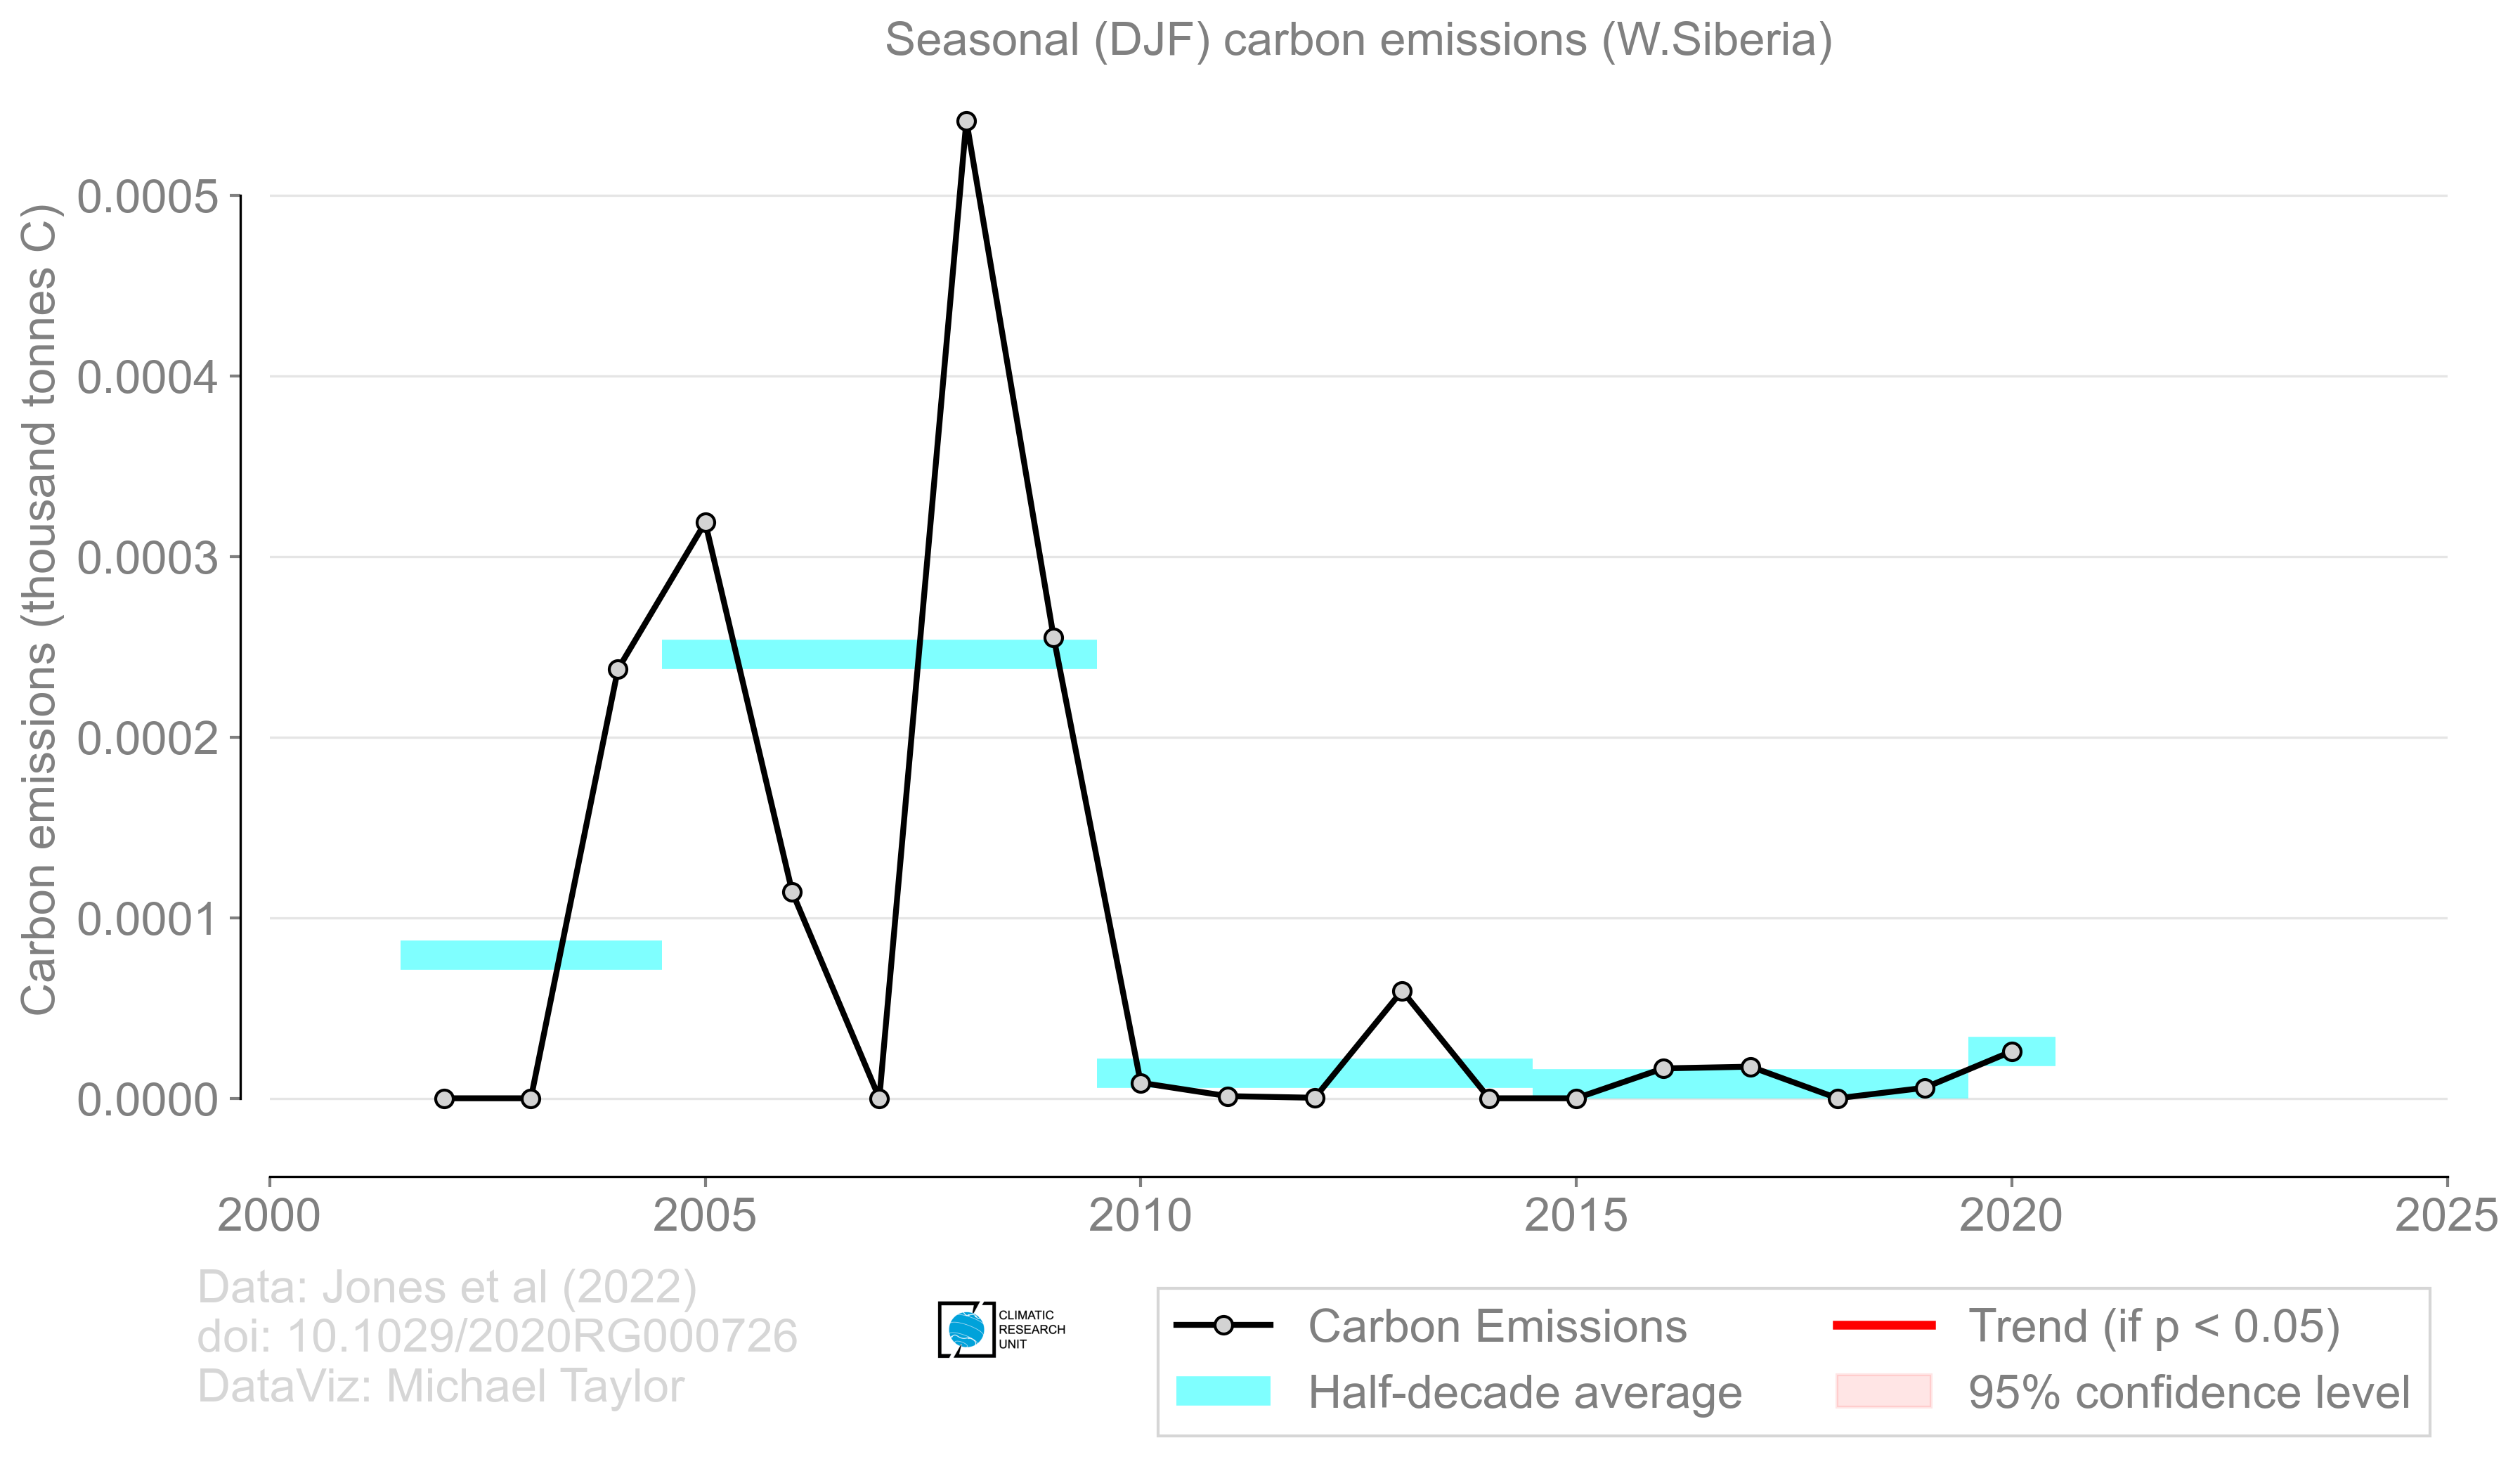 Seasonal (DJF) carbon emissions (W.Siberia)
Carbon emissions (thousand tonnes C)
0.0005
0.0004
0.0003
0.0002
0.0001
0.0000
2000
2005
2010
2015
2020
2025
Data: Jones et al (2022)
doi: 10.1029/2020RG000726
DataViz: Michael Taylor
CLIMATIC
RESEARCH
UNIT
Carbon Emissions
Half-decade average
Trend (if p < 0.05)
95% confidence level